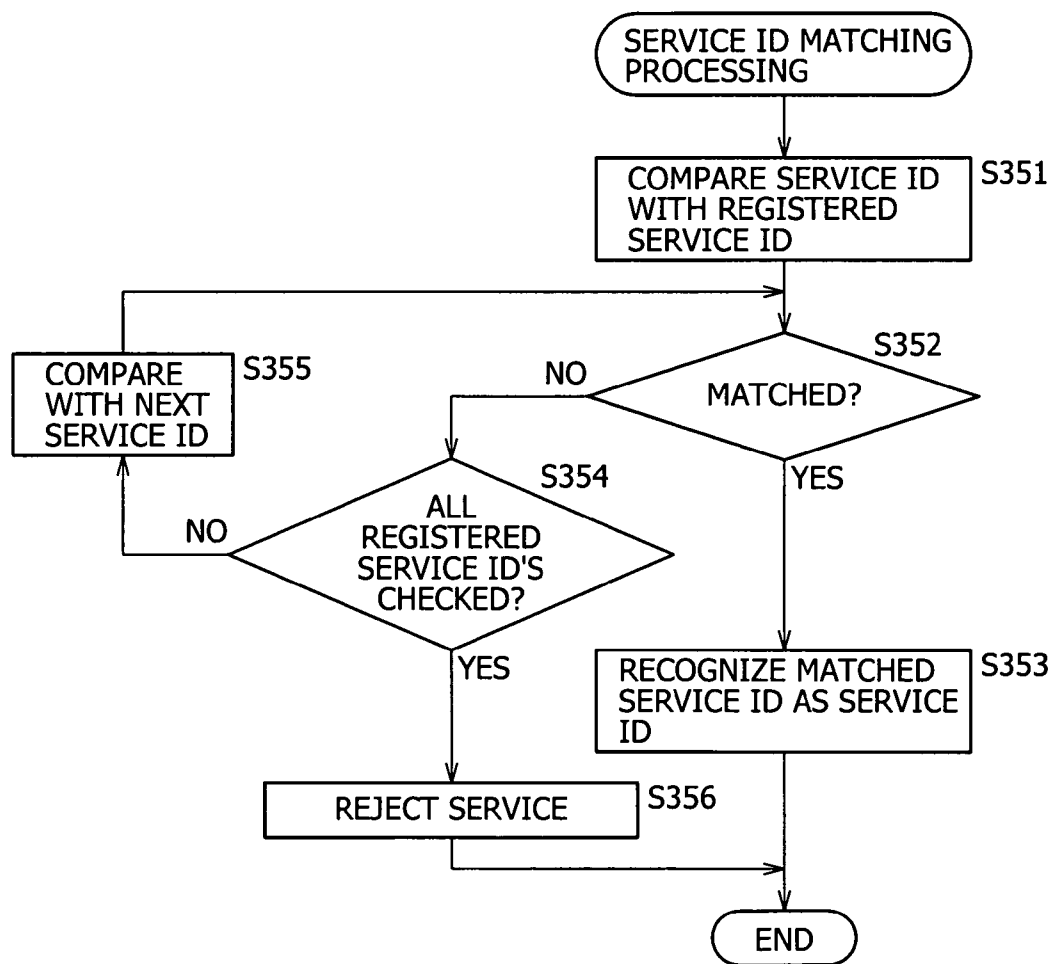 SERVICE ID MATCHING
PROCESSING
COMPARE SERVICE ID
WITH REGISTERED
SERVICE ID
S351
S352
MATCHED?
NO
YES
S355
COMPARE
WITH NEXT
SERVICE ID
S354
ALL
REGISTERED
SERVICE ID'S
CHECKED?
NO
YES
RECOGNIZE MATCHED
SERVICE ID AS SERVICE
ID
S353
REJECT SERVICE
S356
END